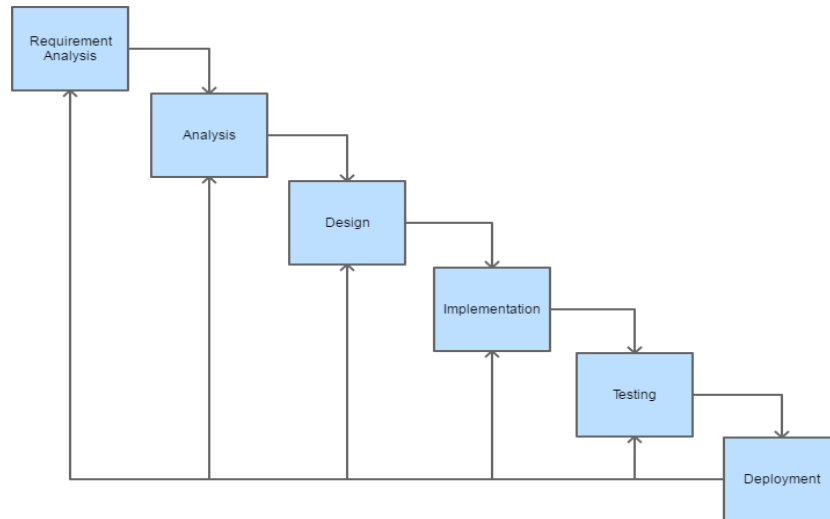 Requirement
Analysis
Analysis
Design
Implementation
Testing
Deployment